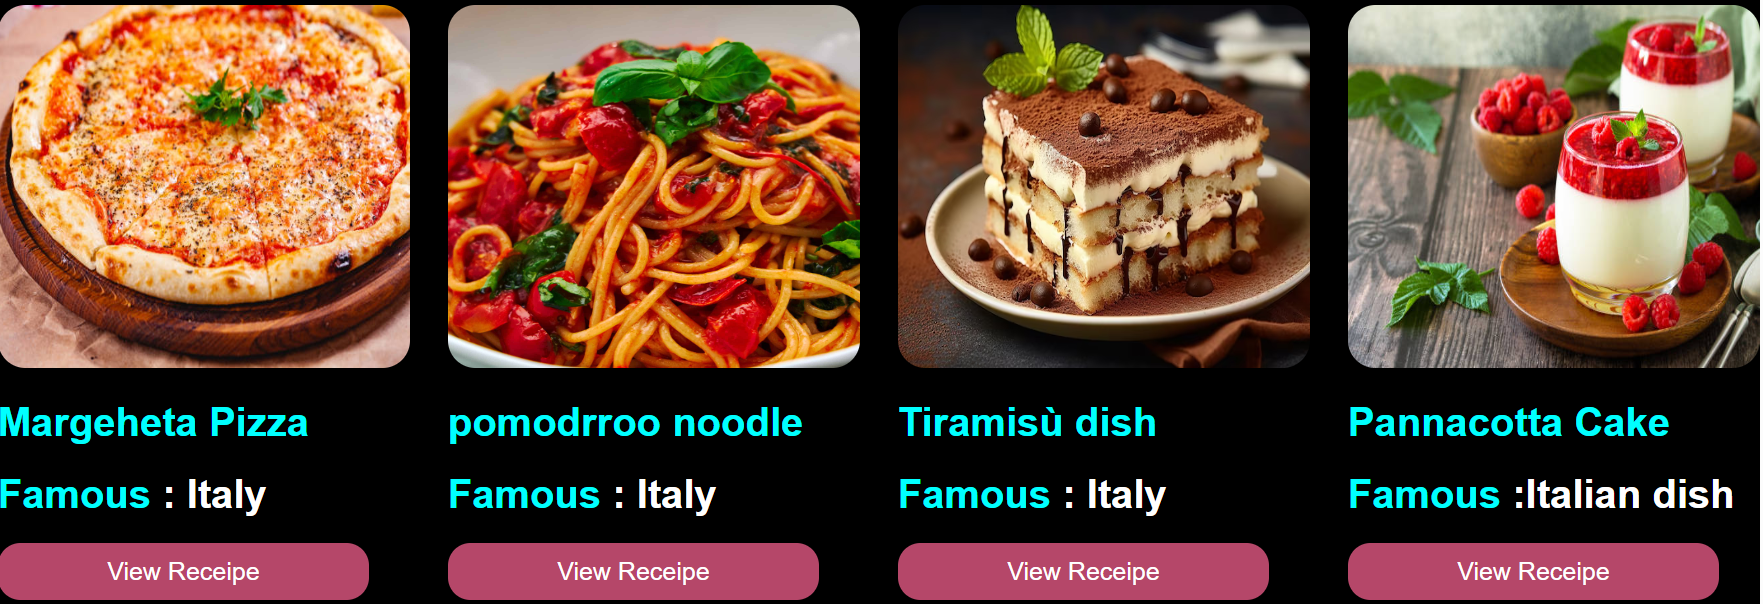 Margeheta Pizza
Famous : Italy
View Receipe
pomodrroo noodle
Famous : Italy
View Receipe
Tiramisù dish
Famous : Italy
View Receipe
Pannacotta Cake
Famous :Italian dish
View Receipe